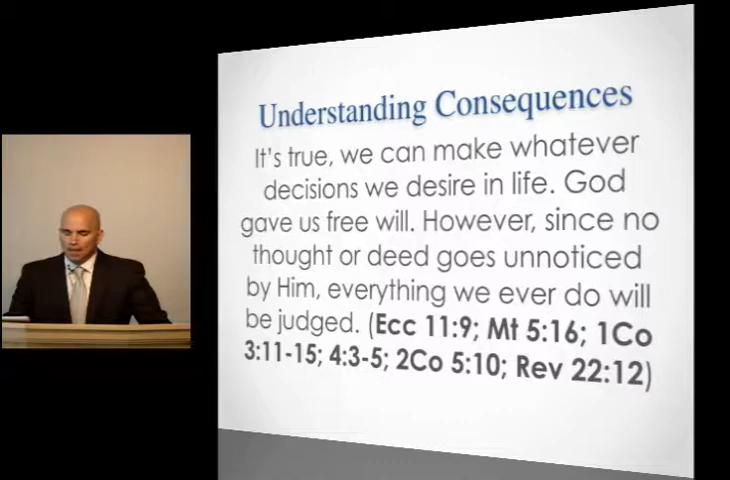 Understanding Consequences
It's true, we can make whatever
decisions we desire in life. God
gave us free will. However, since no
thought or deed goes unnoticed
by Him, everything we ever do will
be judged. (Ecc 11:9; Mt 5:16; 1Co
3:11-15; 4:3-5; 2Co 5:10; Rev 22:12)